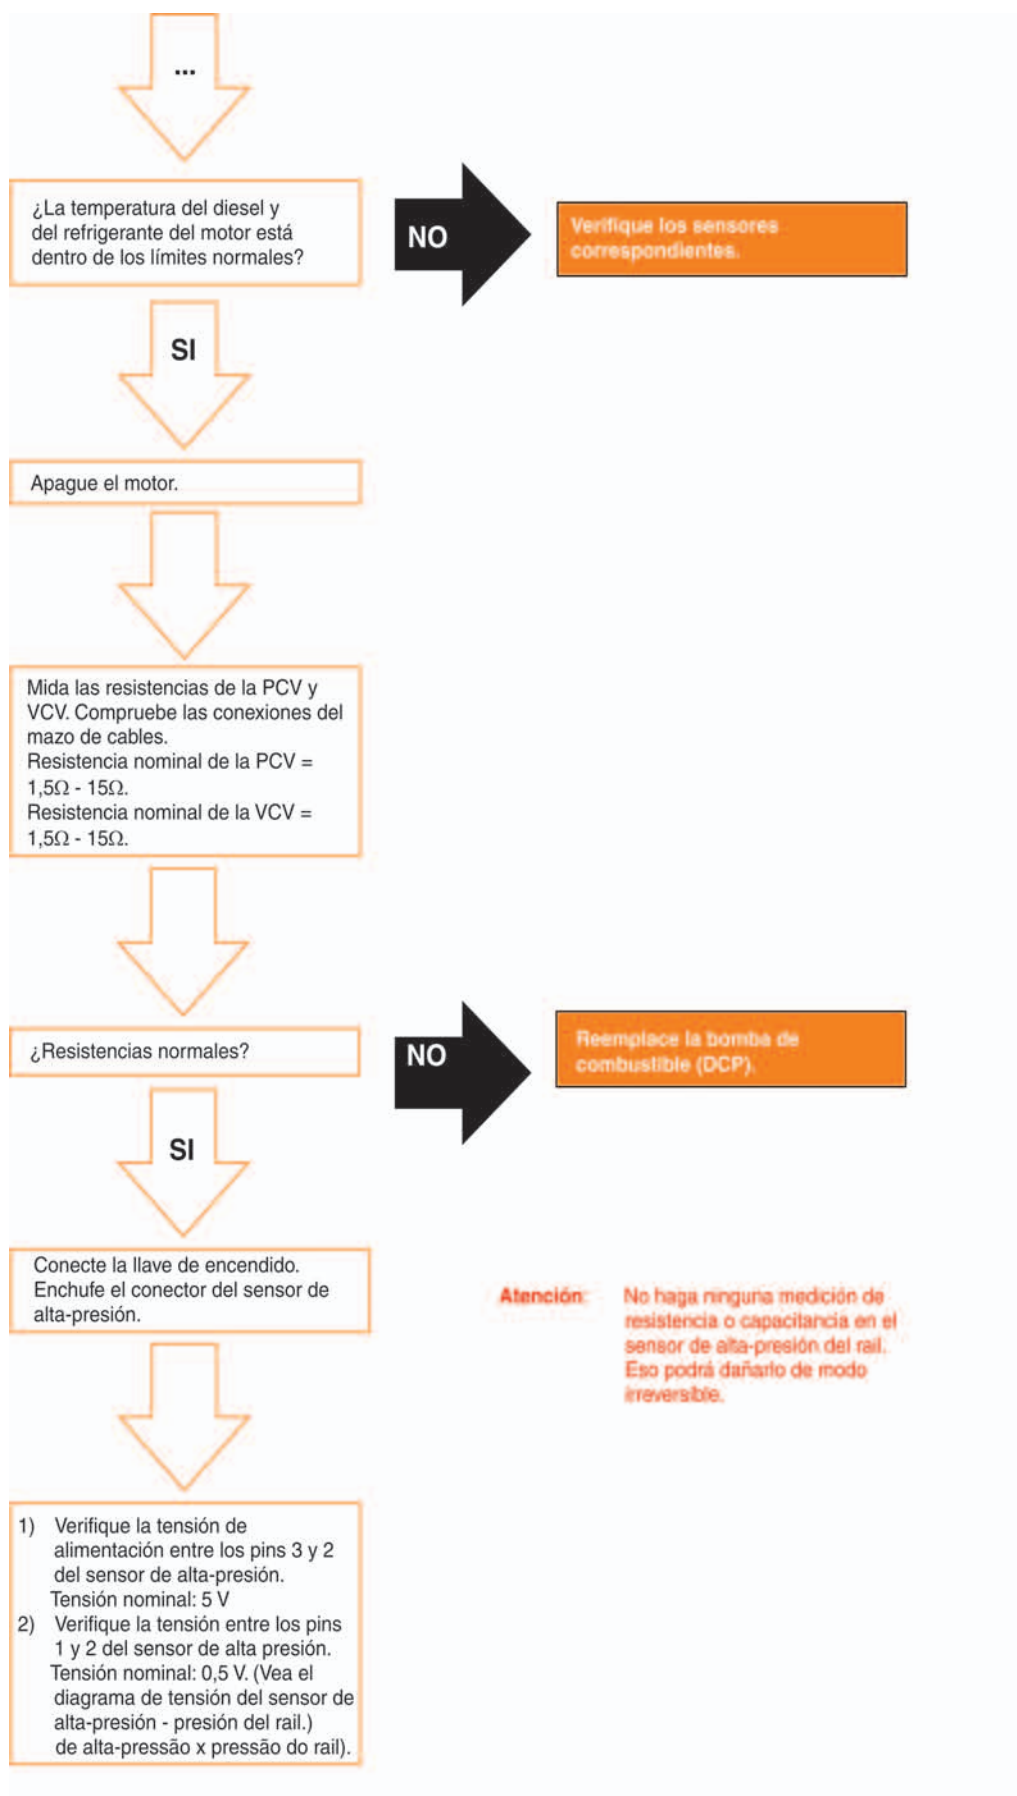 ...
¿La temperatura del diesel y
del refrigerante del motor está
dentro de los límites normales?
NO
Verifique los sensores
correspondientes.
SI
Apague el motor.
Mida las resistencias de la PCV y
VCV. Compruebe las conexiones del
mazo de cables.
Resistencia nominal de la PCV =
1,5Ω - 15Ω.
Resistencia nominal de la VCV =
1,5Ω - 15Ω.
¿Resistencias normales?
NO
Reemplace la bomba de
combustible (DCP).
SI
Conecte la llave de encendido.
Enchufe el conector del sensor de
alta-presión.
Atención: No haga ninguna medición de
resistencia o capacitancia en el
sensor de alta-presión del rail.
Eso podrá dañarlo de modo
irreversible.
1) Verifique la tensión de
alimentación entre los pins 3 y 2
del sensor de alta-presión.
Tensión nominal: 5 V
2) Verifique la tensión entre los pins
1 y 2 del sensor de alta presión.
Tensión nominal: 0,5 V. (Vea el
diagrama de tensión del sensor de
alta-presión - presión del rail.)
de alta-pressão x pressão do rail).